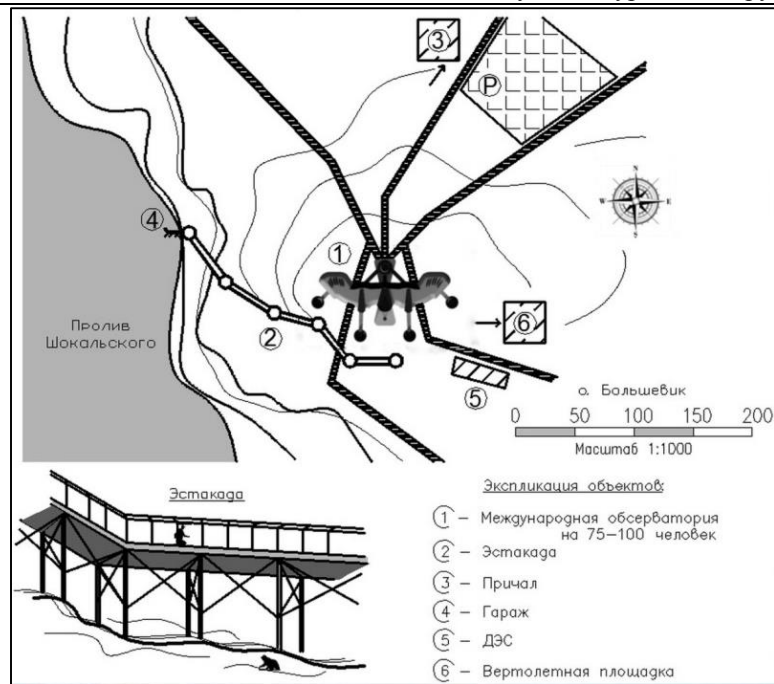 3
P
N
W
E
S
1
4
2
6
5
Пролив
Шокальского
о. Большевик
0 50 100 150 200
Масштаб 1:1000
Эстакада
Экспликация объектов:
1 – Международная обсерватория
на 75–100 человек
2 – Эстакада
3 – Причал
4 – Гараж
5 – ДЭС
6 – Вертолетная площадка